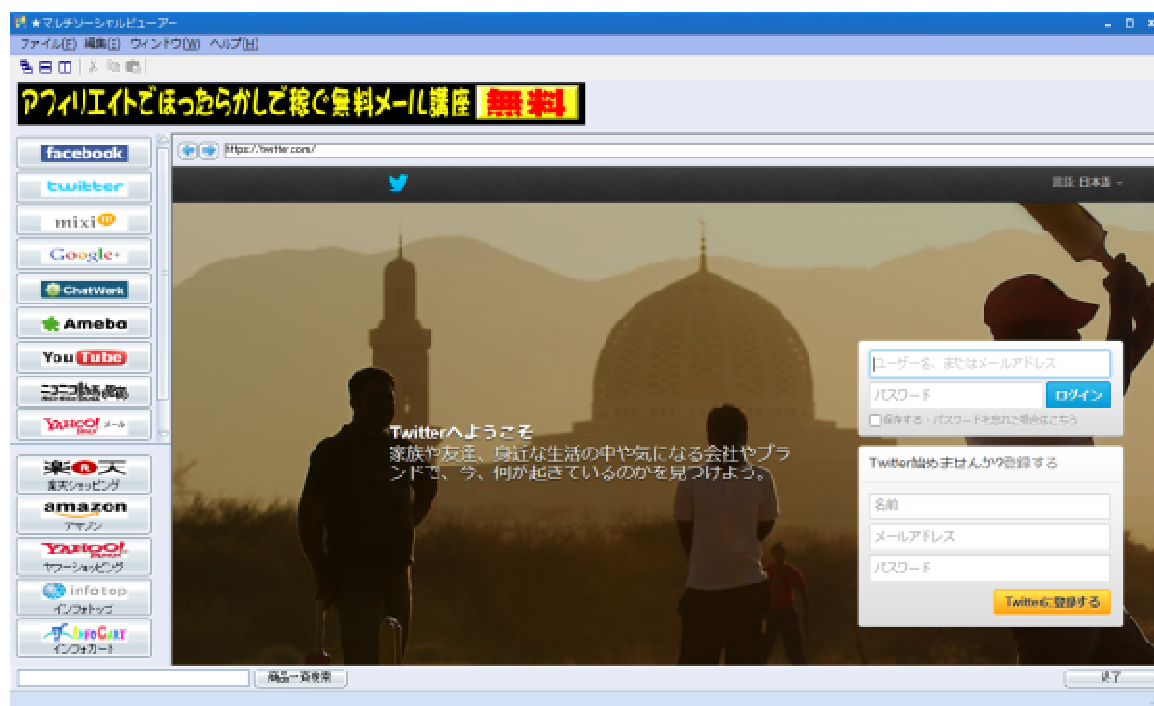 ★マルチソーシャルビューアー
ファイル(F) 編集(E) ウィンドウ(W) ヘルプ(H)
アフィリエイトでほったらかしで稼ぐ無料メール講座 無料
facebook
https://twitter.com/
twitter
言語: 日本語
mixi
Google+
ChatWork
Ameba
YouTube
ユーザー名、またはメールアドレス
パスワード ログイン
保存する・パスワードを忘れた場合はこちら
ニコニコ動画
YAHOO! メール
Twitterへようこそ
家族や友達、身近な生活の中や気になる会社やブラ
ンドで、今、何が起きているのかを見つけよう。
Twitter始めませんか?登録する
名前
メールアドレス
パスワード
Twitterに登録する
楽R天
楽天ショッピング
amazon
アマゾン
YAHOO!
ヤフーショッピング
infotop
インフォトップ
INFOCART
インフォカート
商品一斉検索
終了